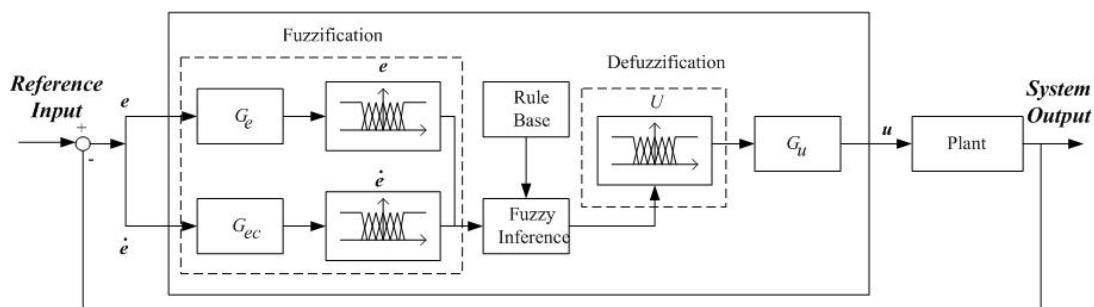 Fuzzification
Defuzzification
Reference
Input
+
-
e
ė
G_e
G_ec
e
ė
Rule
Base
Fuzzy
Inference
U
G_u
u
Plant
System
Output